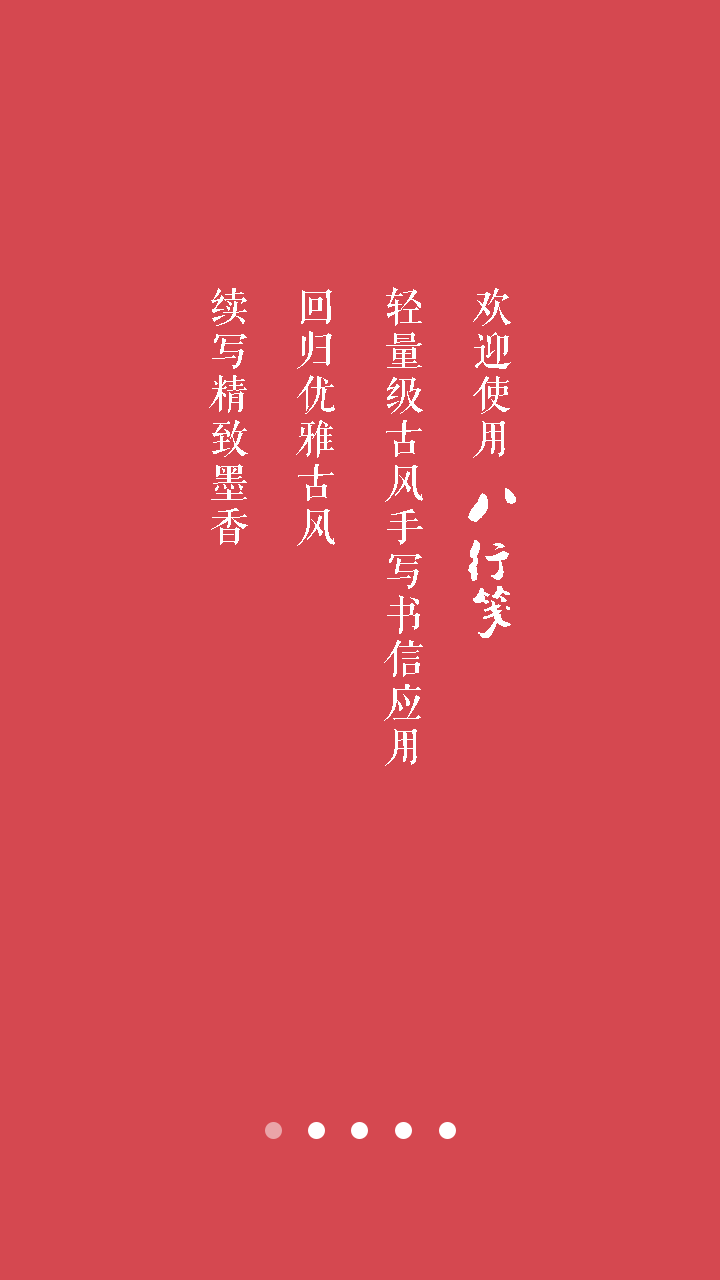 欢迎使用 八行笺
轻量级古风手写书信应用
回归优雅古风
续写精致墨香